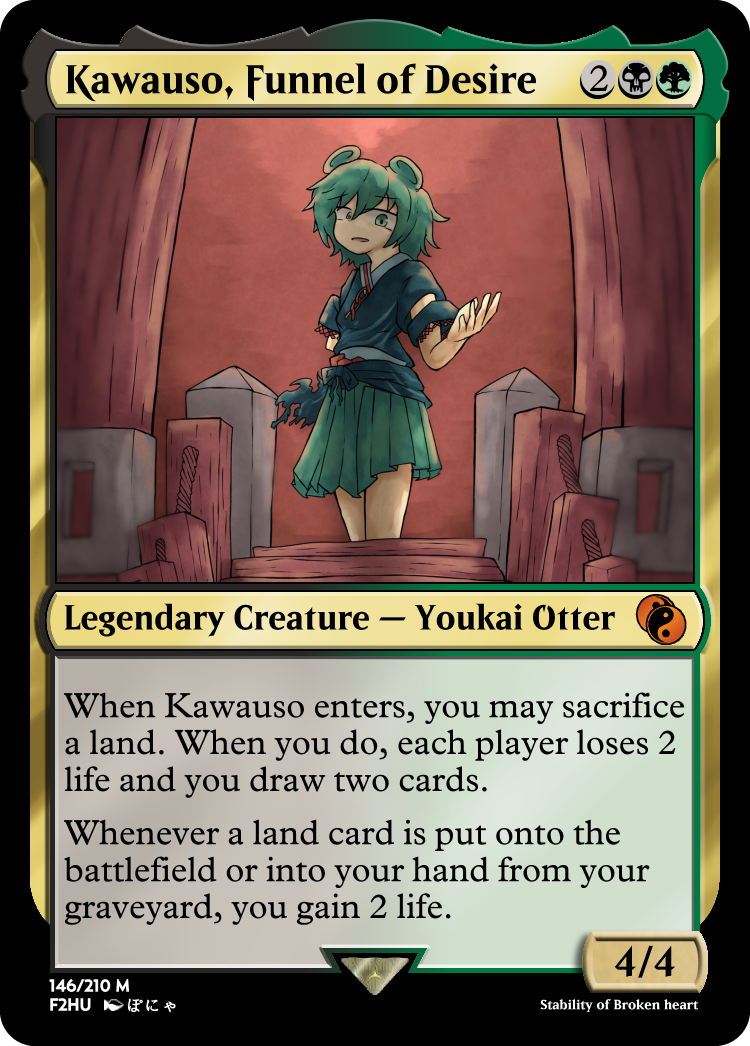 Kawauso, Funnel of Desire 2
Legendary Creature — Youkai Otter
When Kawauso enters, you may sacrifice
a land. When you do, each player loses 2
life and you draw two cards.
Whenever a land card is put onto the
battlefield or into your hand from your
graveyard, you gain 2 life.
4/4
146/210 M
F2HU ぽにゃ
Stability of Broken heart